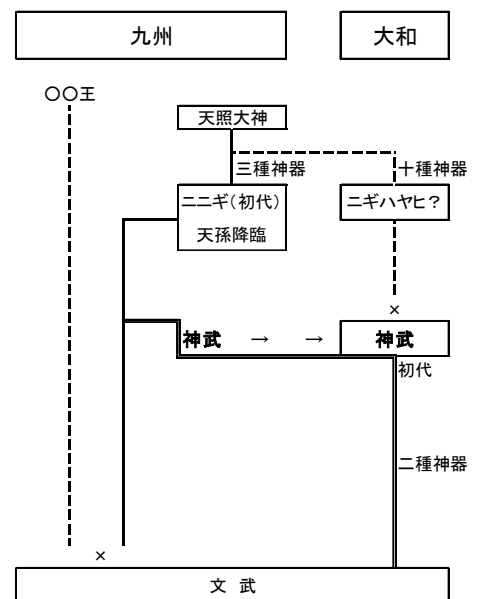 九州
大和
〇〇王
天照大神
三種神器
十種神器
ニニギ(初代)
天孫降臨
ニギハヤヒ？
×
神武 → → 神武
初代
二種神器
×
文 武